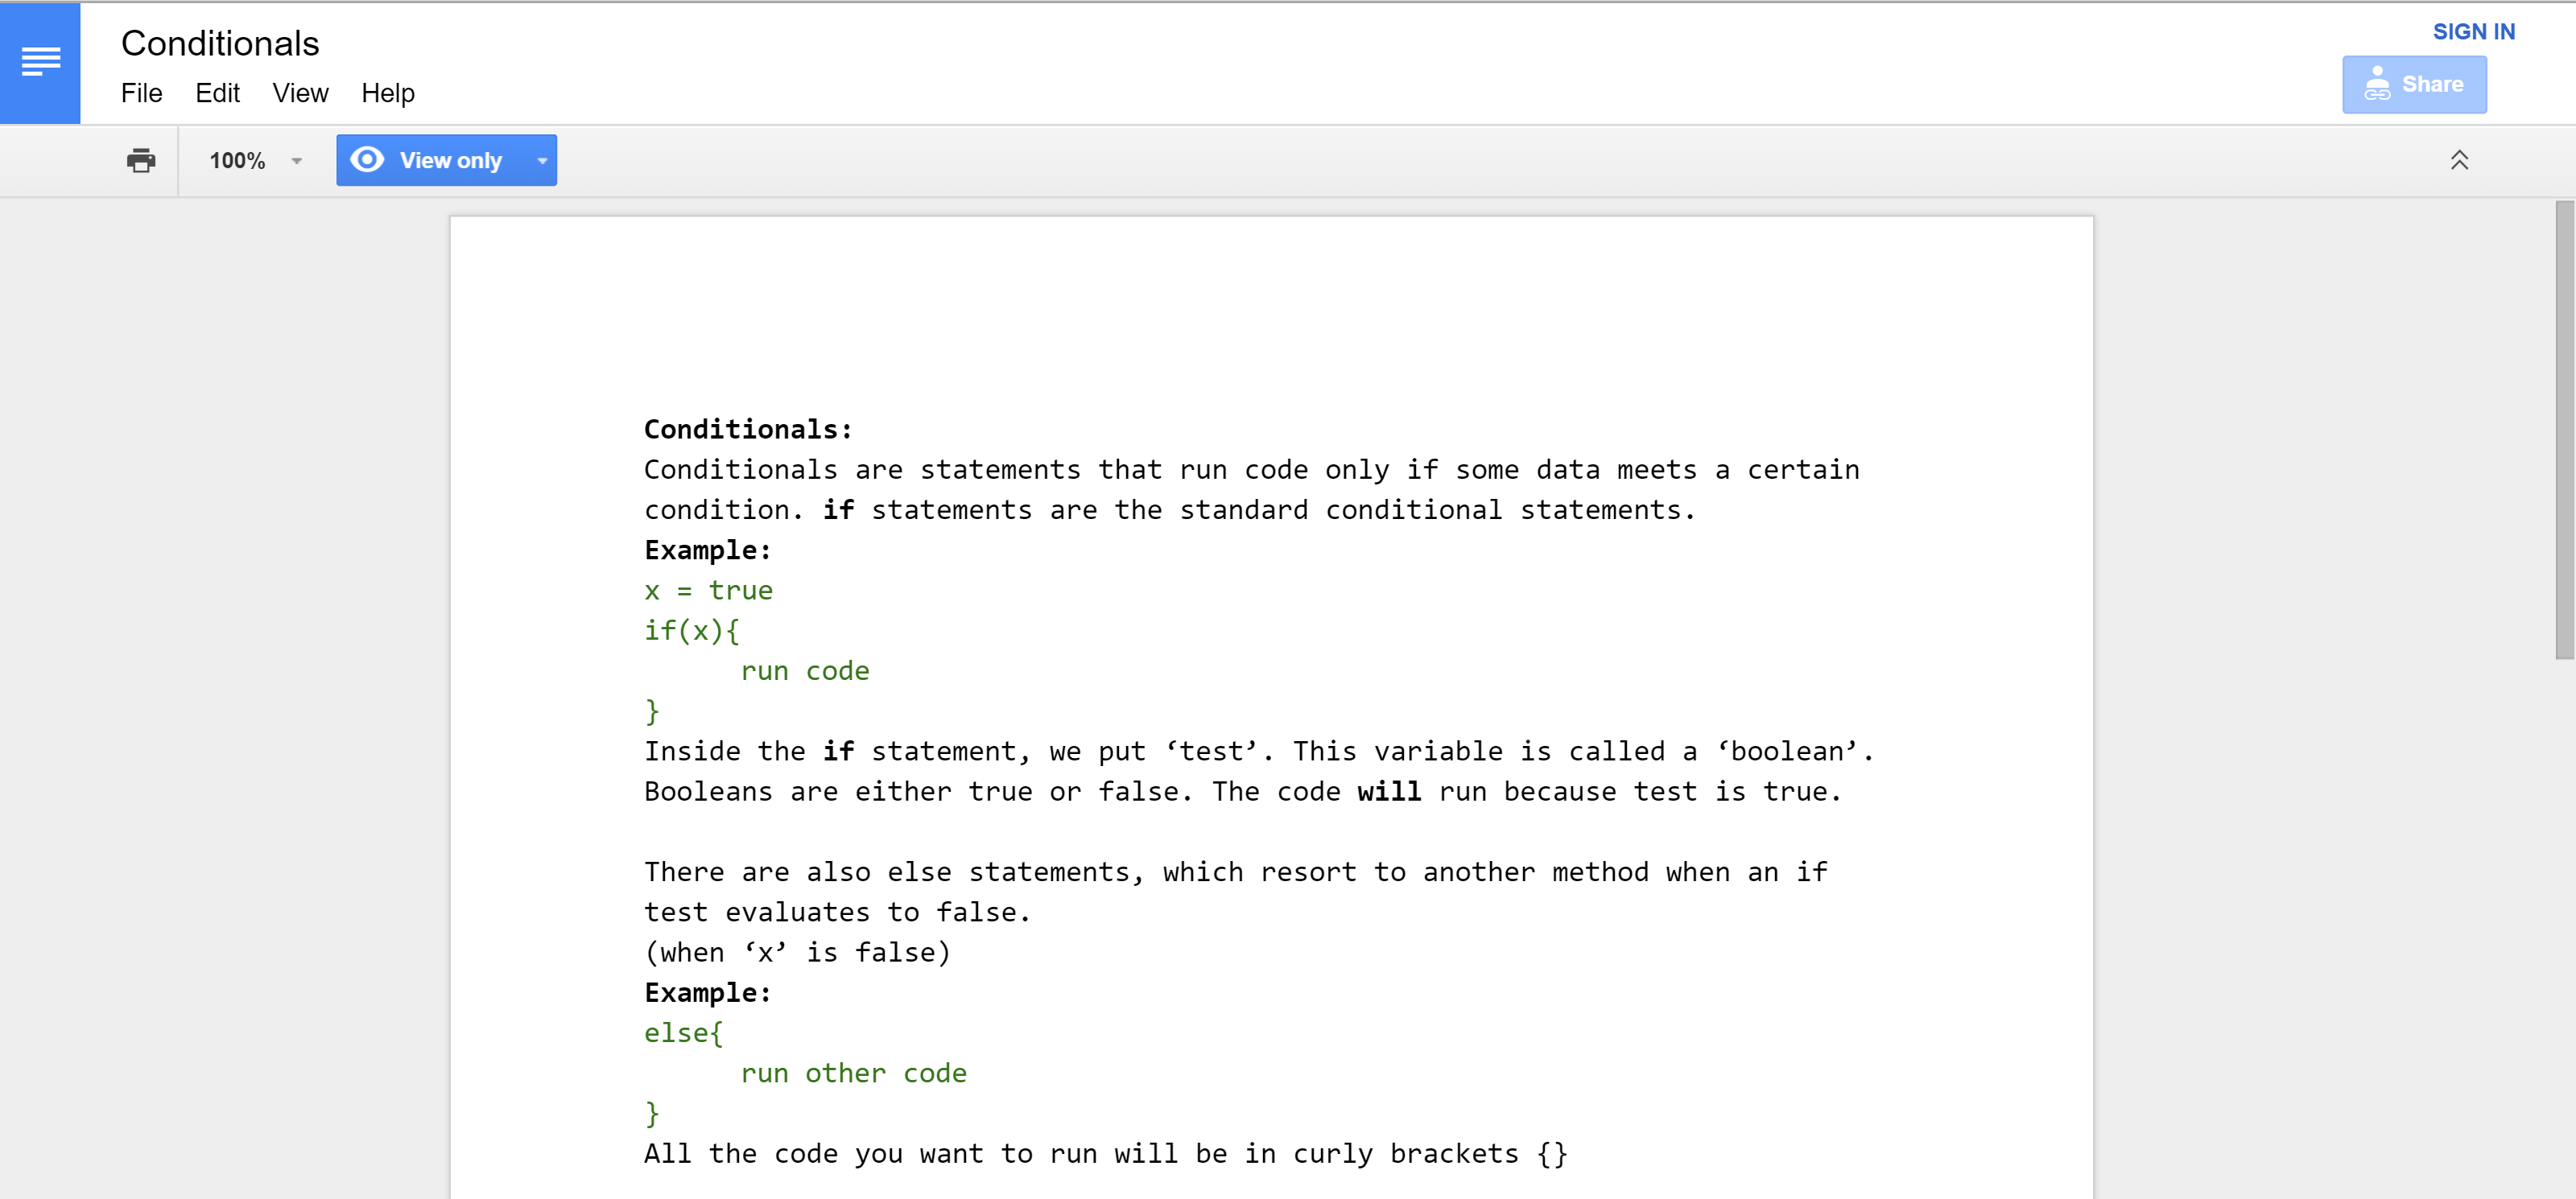 Conditionals
SIGN IN
File Edit View Help
Share
100% View only
Conditionals:
Conditionals are statements that run code only if some data meets a certain
condition. if statements are the standard conditional statements.
Example:
x = true
if(x){
run code
}
Inside the if statement, we put ‘test’. This variable is called a ‘boolean’.
Booleans are either true or false. The code will run because test is true.
There are also else statements, which resort to another method when an if
test evaluates to false.
(when ‘x’ is false)
Example:
else{
run other code
}
All the code you want to run will be in curly brackets {}